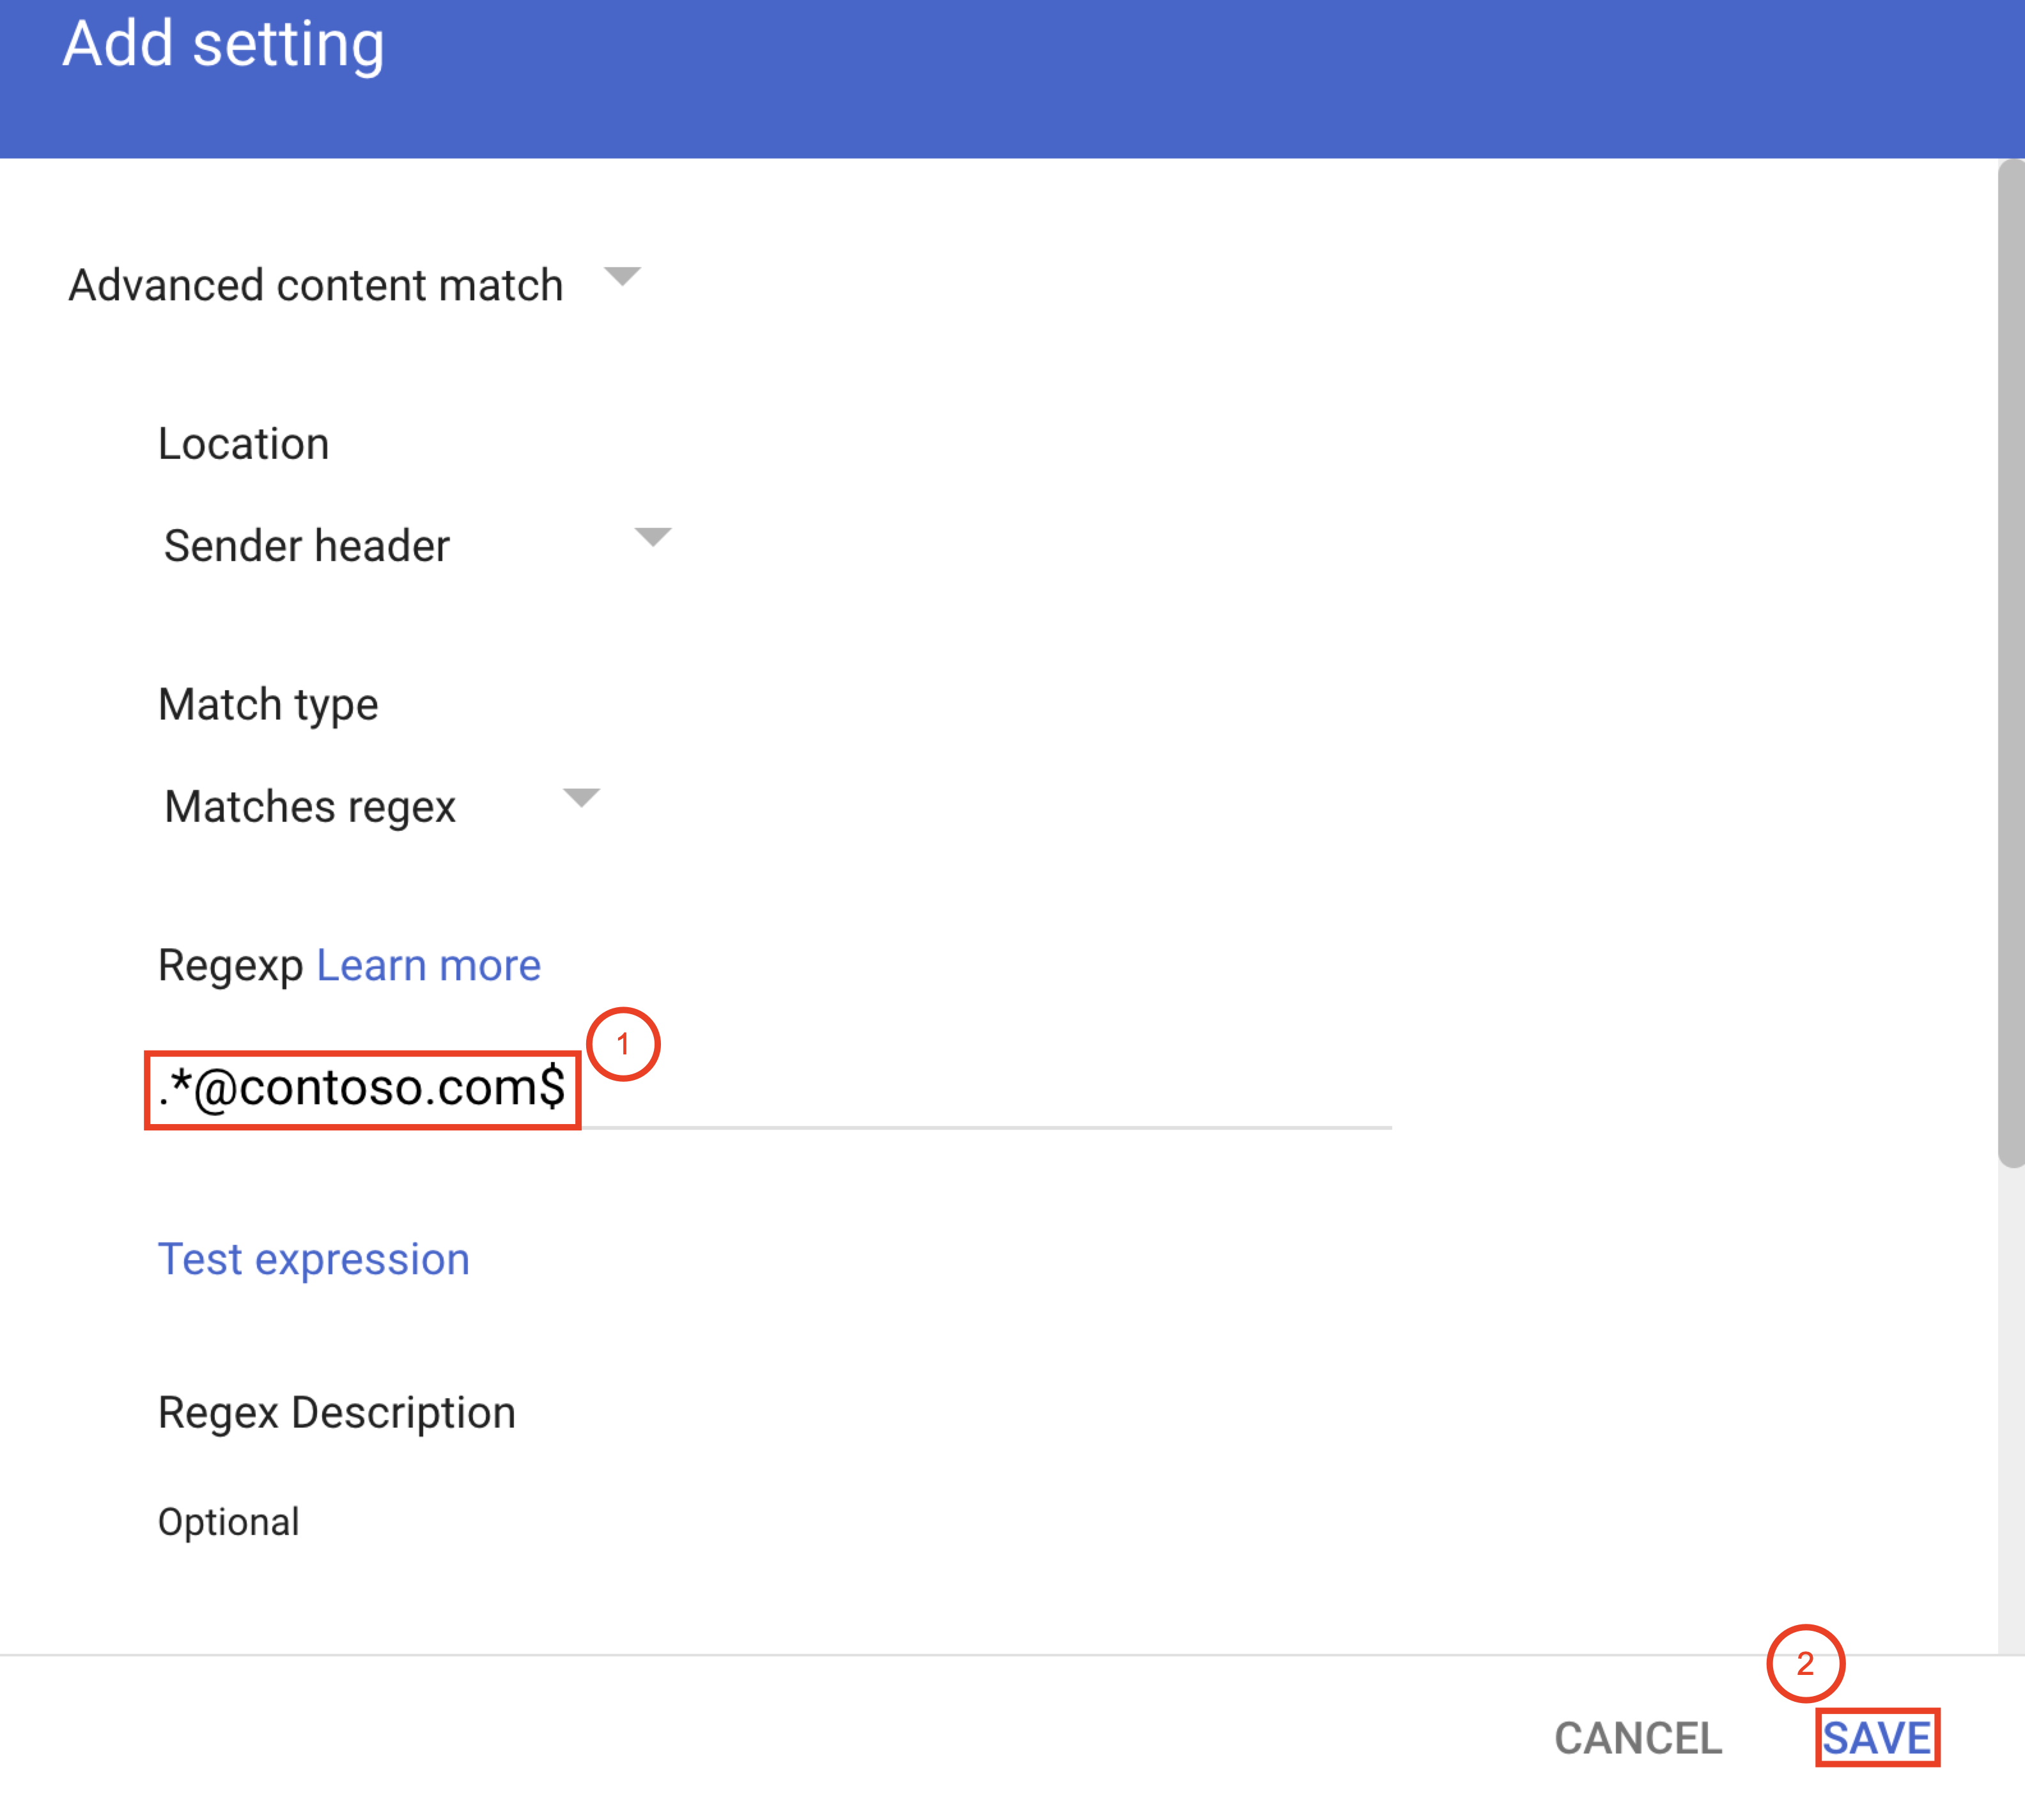 Add setting
Advanced content match
Location
Sender header
Match type
Matches regex
Regexp Learn more
1
.*@contoso.com$
Test expression
Regex Description
Optional
2
CANCEL SAVE